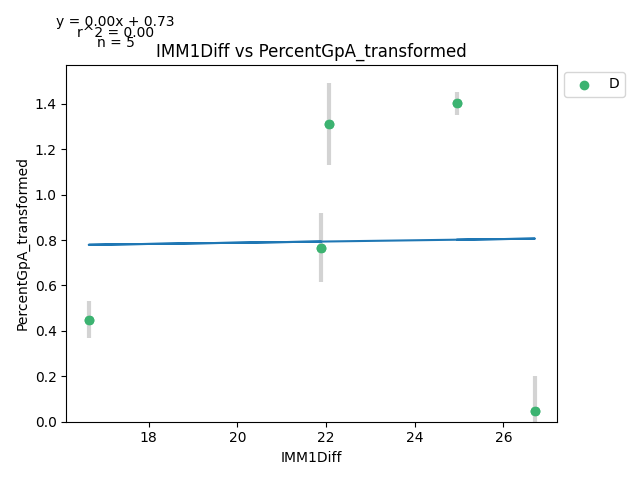 y = 0.00x + 0.73
r^2 = 0.00
n = 5
IMM1Diff vs PercentGpA_transformed
D
PercentGpA_transformed
1.4
1.2
1.0
0.8
0.6
0.4
0.2
0.0
18 20 22 24 26
IMM1Diff